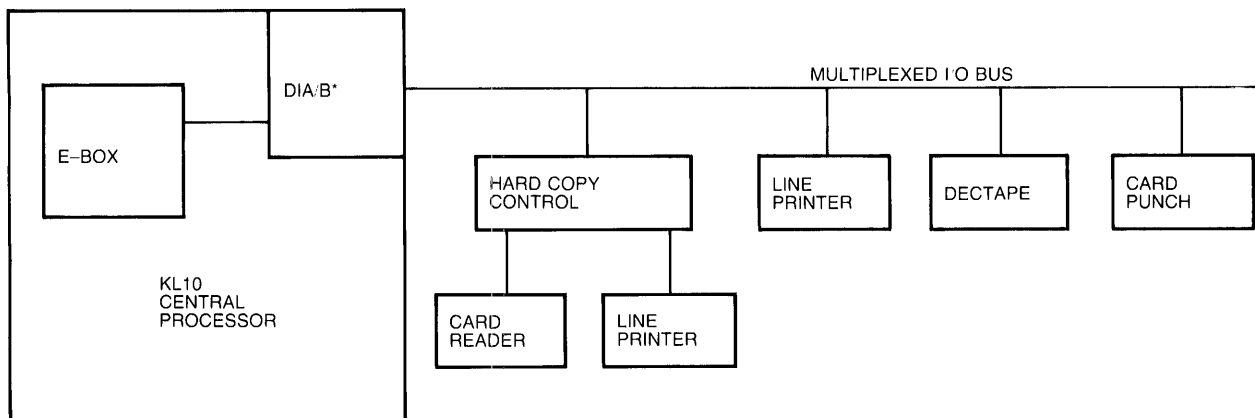 MULTIPLEXED I/O BUS
DIA/B*
E-BOX
HARD COPY
CONTROL
LINE
PRINTER
DECTAPE
CARD
PUNCH
KL10
CENTRAL
PROCESSOR
CARD
READER
LINE
PRINTER